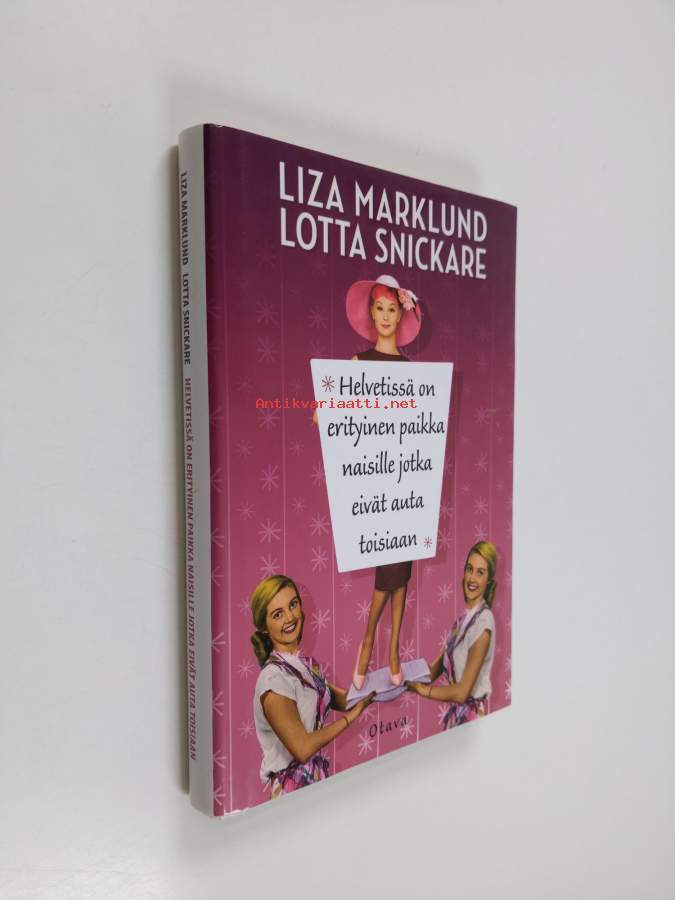 LIZA MARKLUND
LOTTA SNICKARE
* Helvetissä on
erityinen paikka
naisille jotka
eivät auta
toisiaan *
Otava
Antikvariaatti.net
LIZA MARKLUND LOTTA SNICKARE HELVETISSÄ ON ERITYINEN PAIKKA NAISILLE JOTKA EIVÄT AUTA TOISIAAN